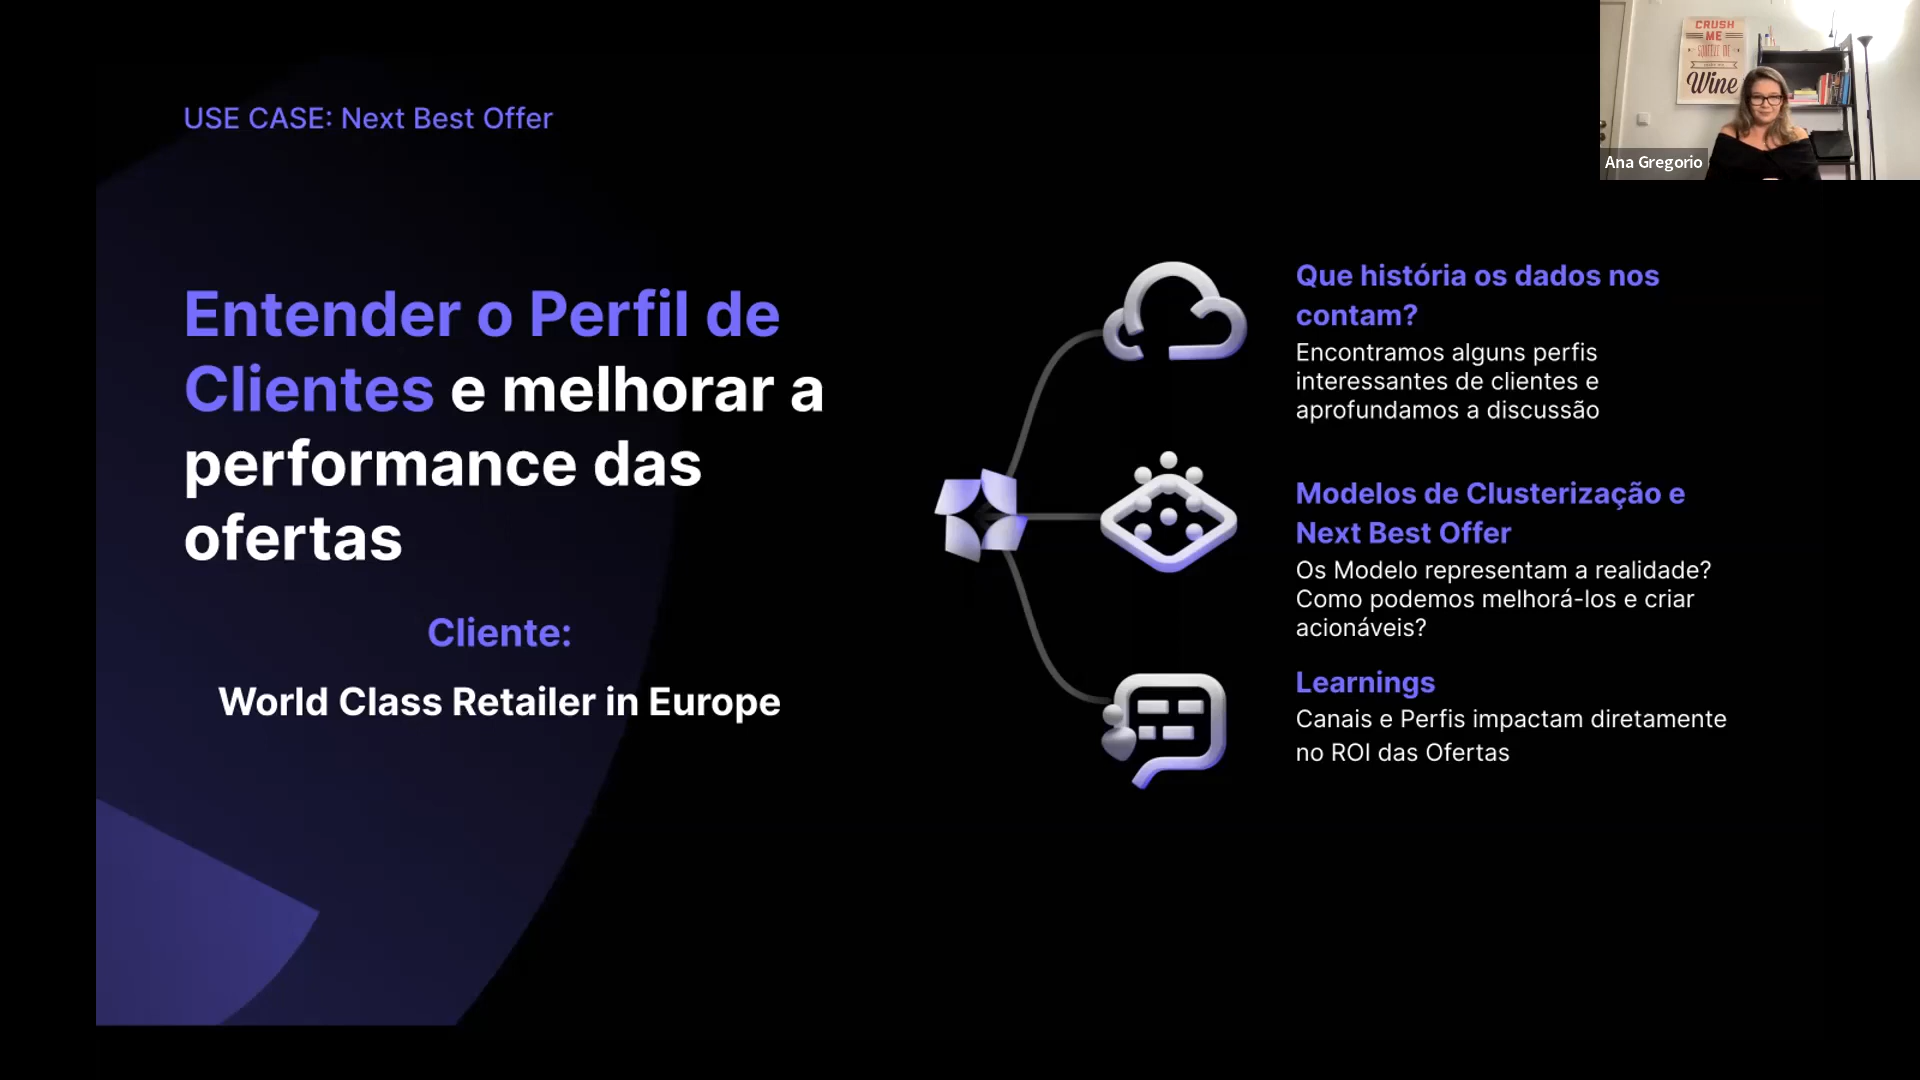 USE CASE: Next Best Offer
Entender o Perfil de
Clientes e melhorar a
performance das
ofertas
Cliente:
World Class Retailer in Europe
Que história os dados nos
contam?
Encontramos alguns perfis
interessantes de clientes e
aprofundamos a discussão
Modelos de Clusterização e
Next Best Offer
Os Modelo representam a realidade?
Como podemos melhorá-los e criar
acionáveis?
Learnings
Canais e Perfis impactam diretamente
no ROI das Ofertas
CRUSH
ME
Wine
Ana Gregorio